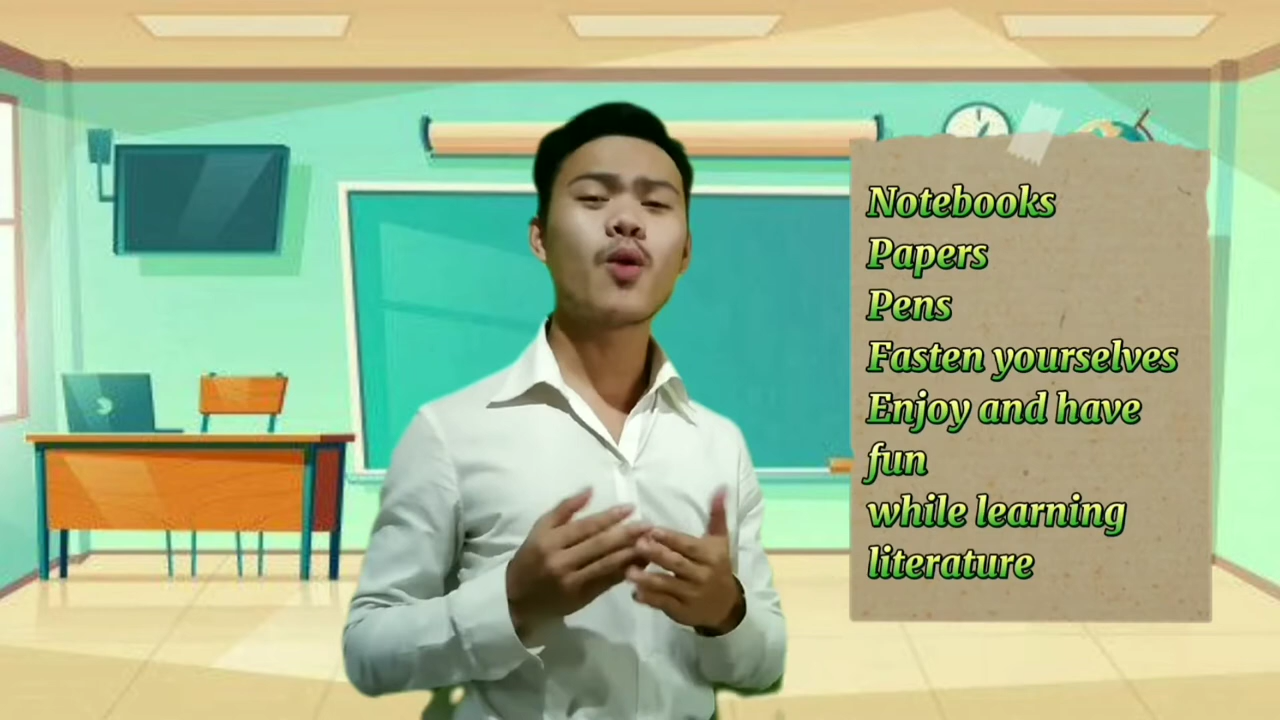 Notebooks
Papers
Pens
Fasten yourselves
Enjoy and have
fun
while learning
literature